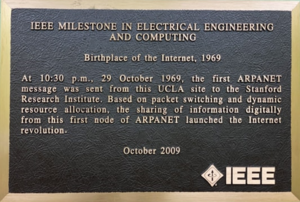 IEEE MILESTONE IN ELECTRICAL ENGINEERING
AND COMPUTING
Birthplace of the Internet, 1969
At 10:30 p.m., 29 October 1969, the first ARPANET
message was sent from this UCLA site to the Stanford
Research Institute. Based on packet switching and dynamic
resource allocation, the sharing of information digitally
from this first node of ARPANET launched the Internet
revolution.
October 2009
IEEE